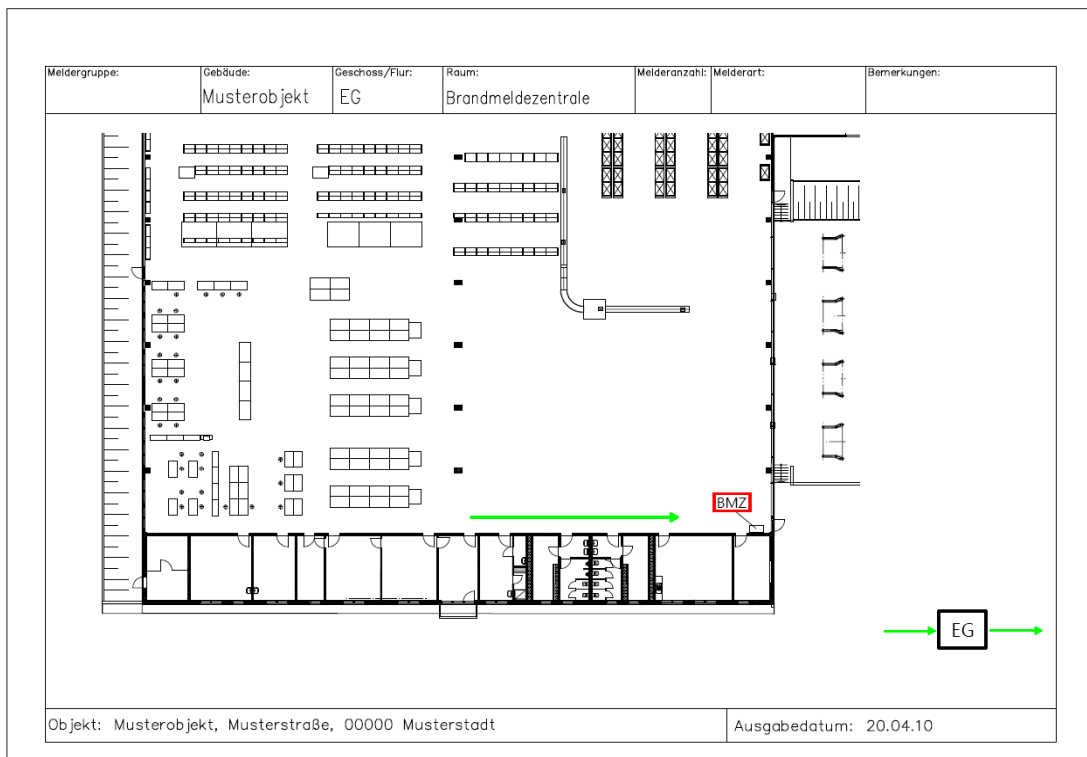 Meldergruppe:
Gebäude:
Geschoss/Flur:
Raum:
Melderanzahl:
Melderart:
Bemerkungen:
Musterobjekt
EG
Brandmeldezentrale
BMZ
EG
Objekt: Musterobjekt, Musterstraße, 00000 Musterstadt
Ausgabedatum: 20.04.10